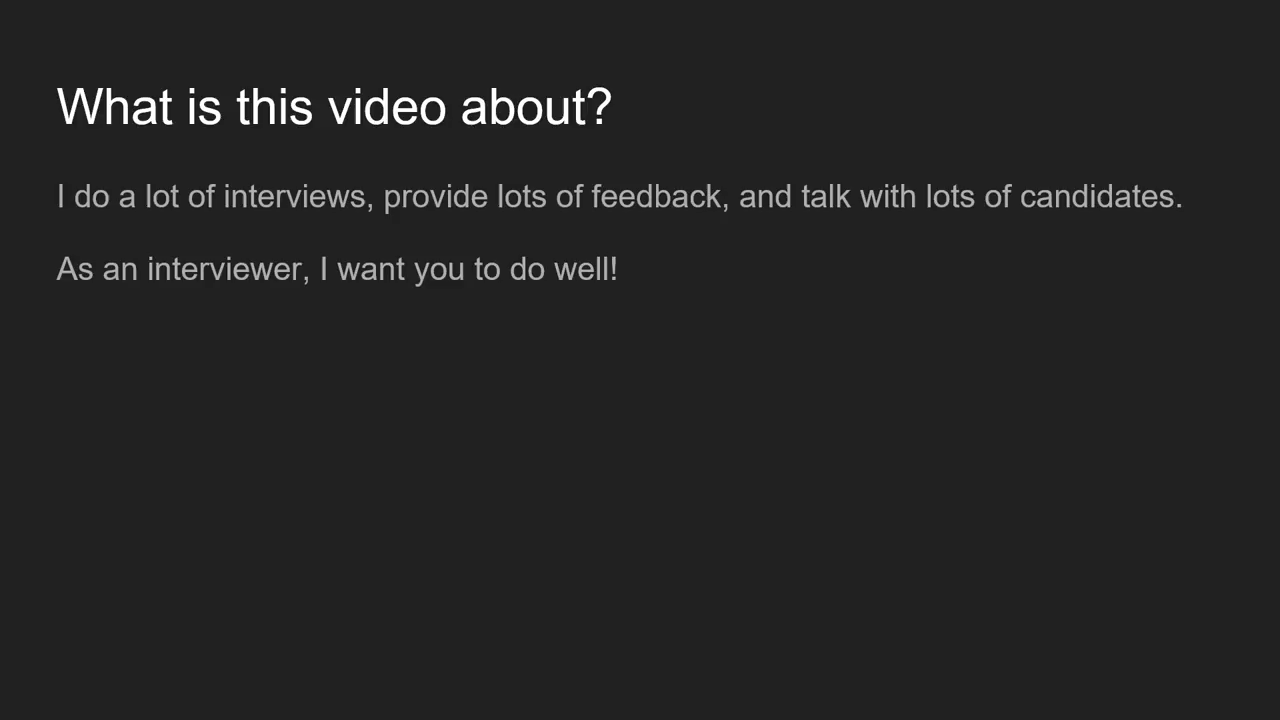 What is this video about?
I do a lot of interviews, provide lots of feedback, and talk with lots of candidates.
As an interviewer, I want you to do well!